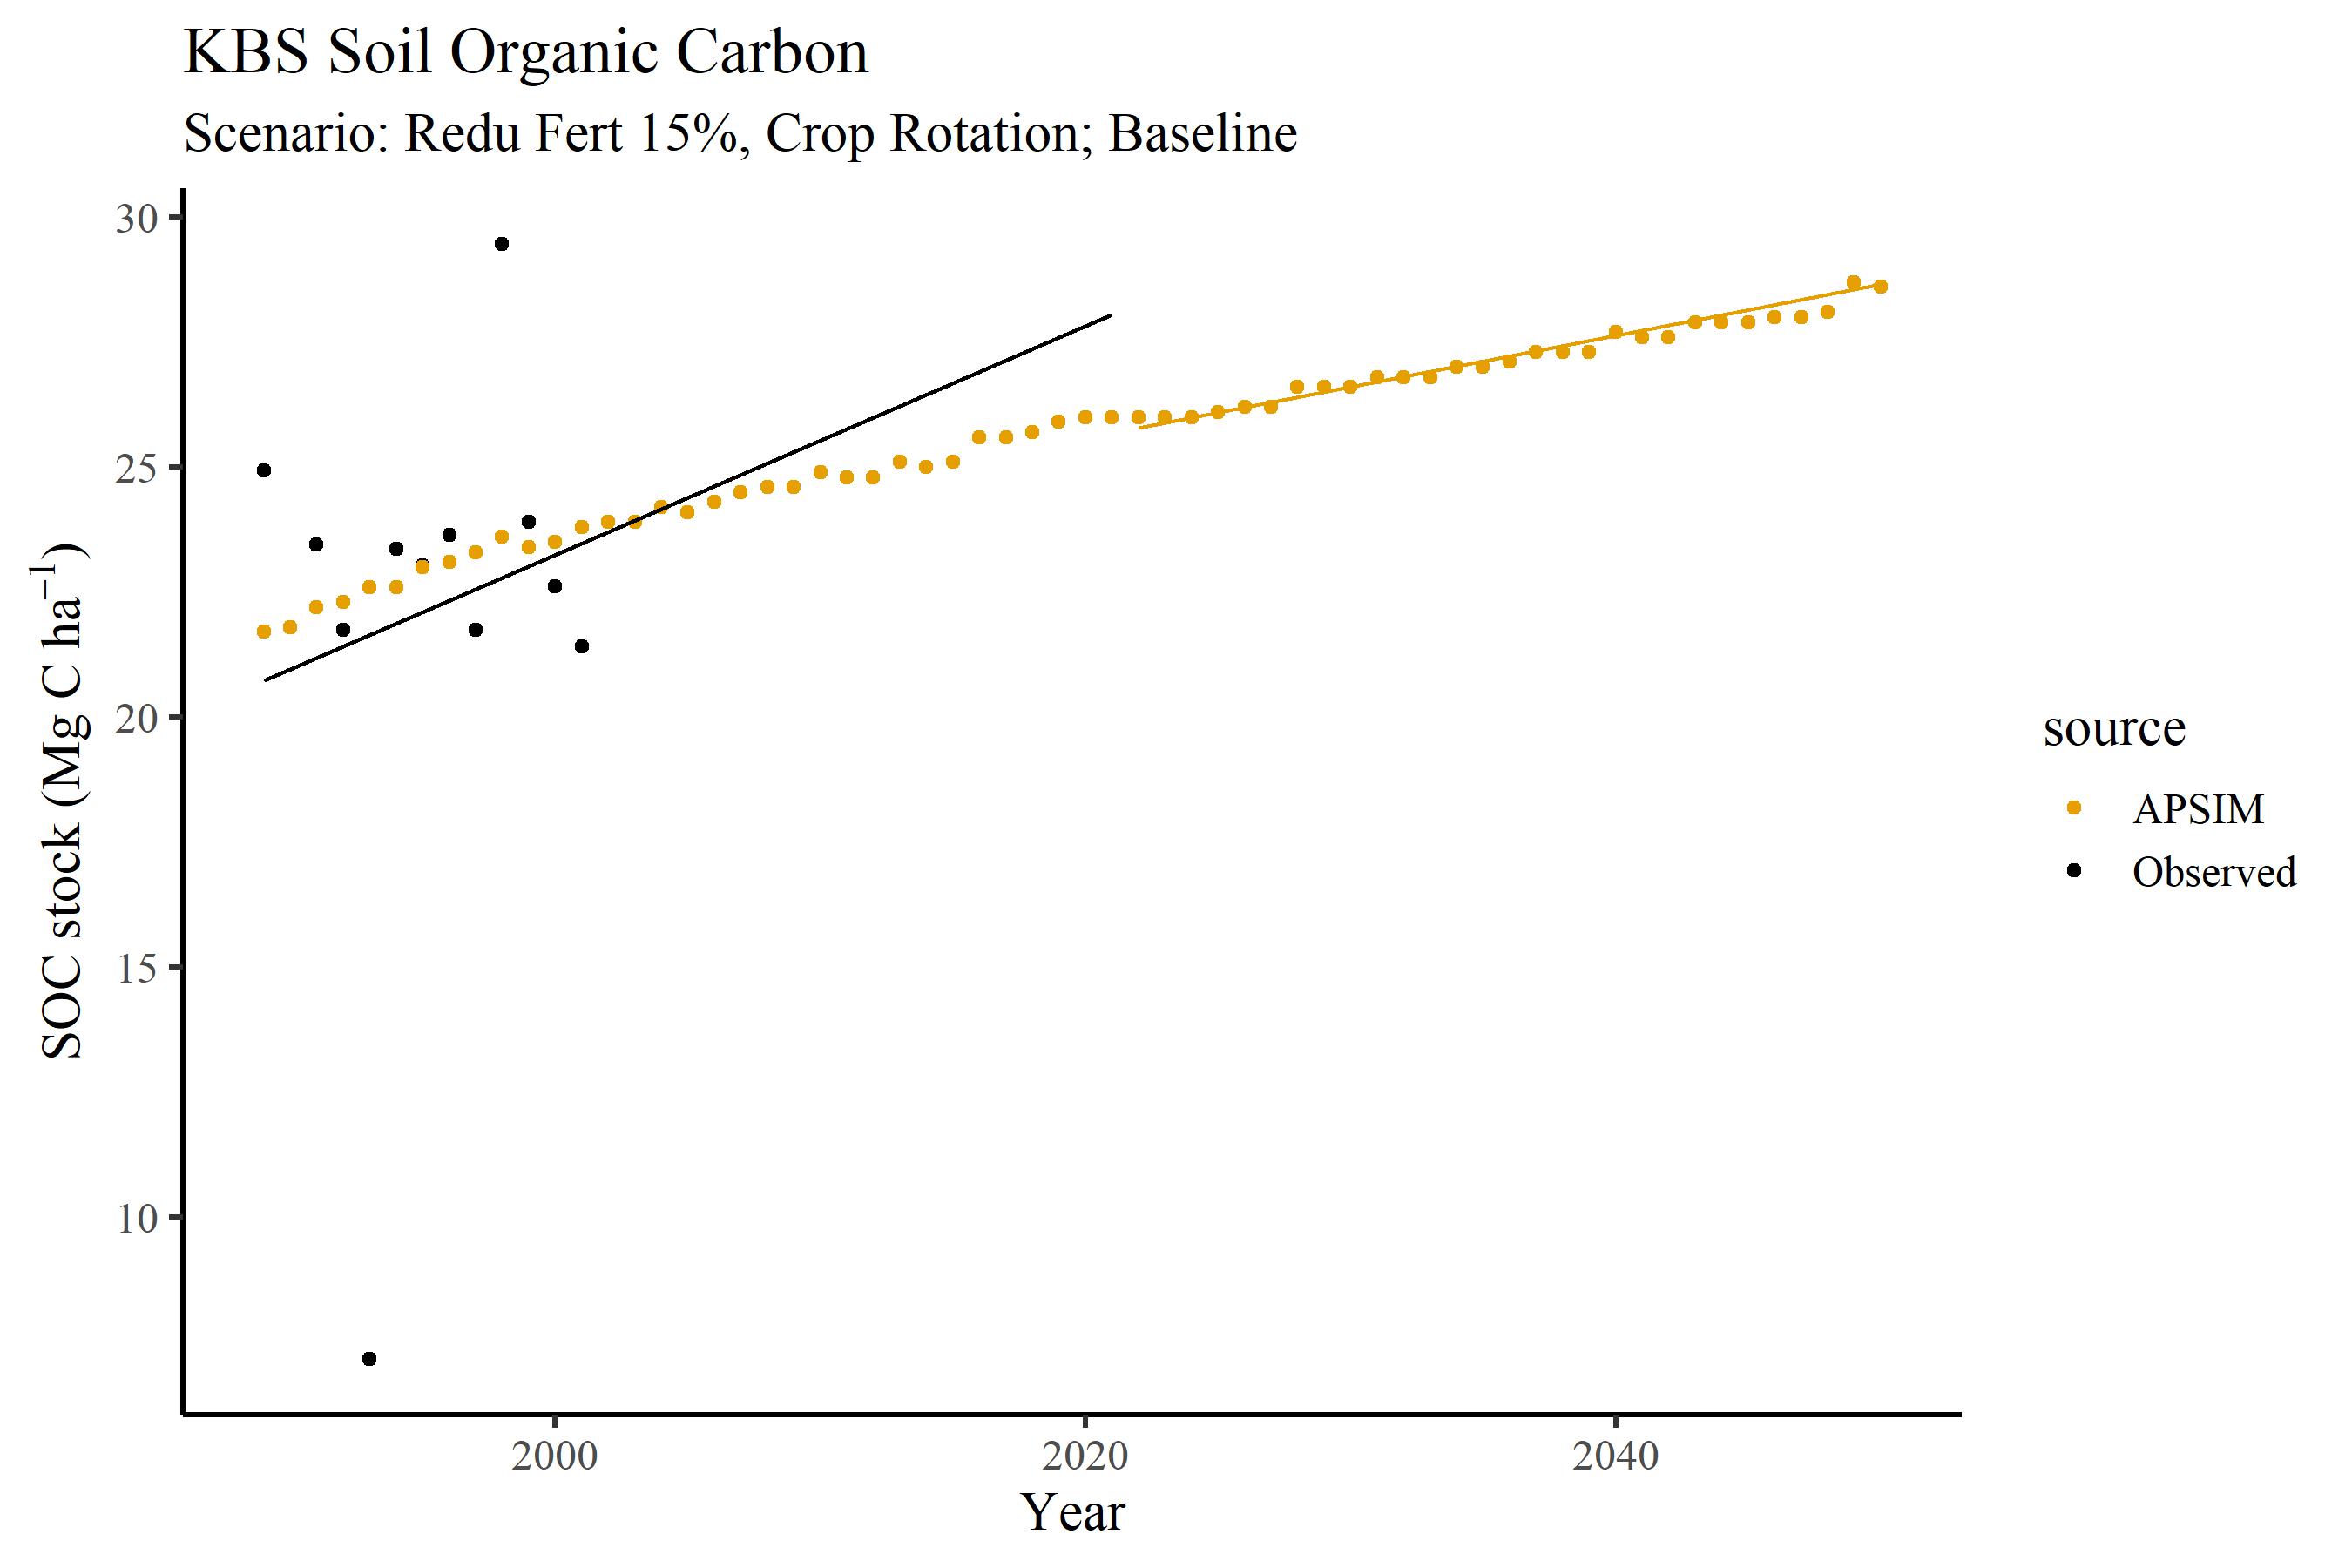 KBS Soil Organic Carbon
Scenario: Redu Fert 15%, Crop Rotation; Baseline
SOC stock (Mg C ha⁻¹)
30
25
20
15
10
2000
2020
2040
Year
source
APSIM
Observed